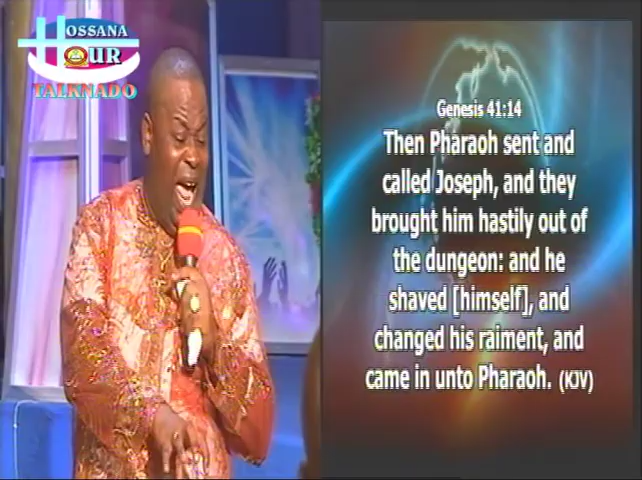 HOSSANA
HOUR
TALKNADO
Genesis 41:14
Then Pharaoh sent and
called Joseph, and they
brought him hastily out of
the dungeon: and he
shaved [himself], and
changed his raiment, and
came in unto Pharaoh. (KJV)